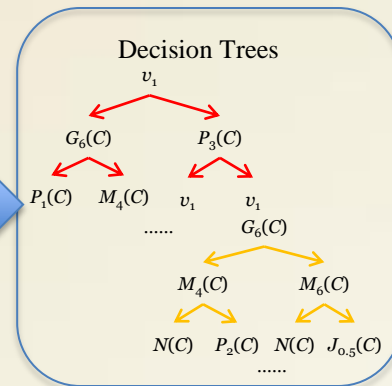 Decision Trees
v₁
G₆(C) P₃(C)
P₁(C) M₄(C) v₁ v₁
......
G₆(C)
M₄(C) M₆(C)
N(C) P₂(C) N(C) J₀.₅(C)
......